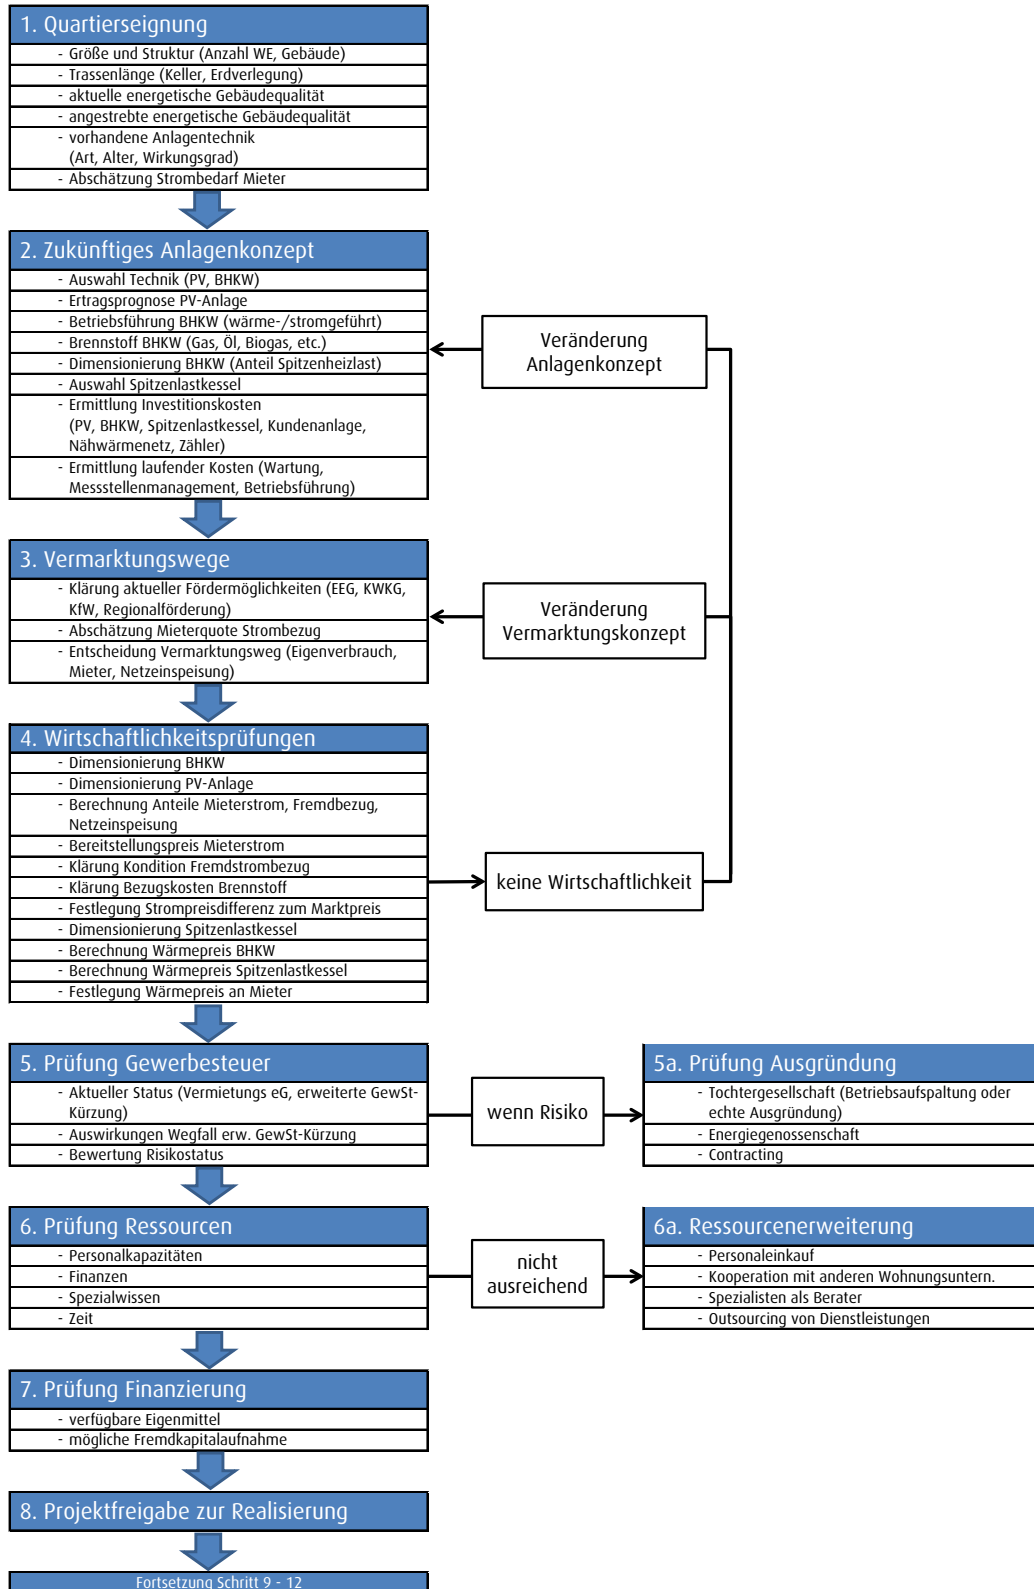 1. Quartierseignung
- Größe und Struktur (Anzahl WE, Gebäude)
- Trassenlänge (Keller, Erdverlegung)
- aktuelle energetische Gebäudequalität
- angestrebte energetische Gebäudequalität
- vorhandene Anlagentechnik
(Art, Alter, Wirkungsgrad)
- Abschätzung Strombedarf Mieter
2. Zukünftiges Anlagenkonzept
- Auswahl Technik (PV, BHKW)
- Ertragsprognose PV-Anlage
- Betriebsführung BHKW (wärme-/stromgeführt)
- Brennstoff BHKW (Gas, Öl, Biogas, etc.)
- Dimensionierung BHKW (Anteil Spitzenheizlast)
- Auswahl Spitzenlastkessel
- Ermittlung Investitionskosten
(PV, BHKW, Spitzenlastkessel, Kundenanlage,
Nähwärmenetz, Zähler)
- Ermittlung laufender Kosten (Wartung,
Messstellenmanagement, Betriebsführung)
Veränderung
Anlagenkonzept
3. Vermarktungswege
- Klärung aktueller Fördermöglichkeiten (EEG, KWKG,
KfW, Regionalförderung)
- Abschätzung Mieterquote Strombezug
- Entscheidung Vermarktungsweg (Eigenverbrauch,
Mieter, Netzeinspeisung)
Veränderung
Vermarktungskonzept
4. Wirtschaftlichkeitsprüfungen
- Dimensionierung BHKW
- Dimensionierung PV-Anlage
- Berechnung Anteile Mieterstrom, Fremdbezug,
Netzeinspeisung
- Bereitstellungspreis Mieterstrom
- Klärung Kondition Fremdstrombezug
- Klärung Bezugskosten Brennstoff
- Festlegung Strompreisdifferenz zum Marktpreis
- Dimensionierung Spitzenlastkessel
- Berechnung Wärmepreis BHKW
- Berechnung Wärmepreis Spitzenlastkessel
- Festlegung Wärmepreis an Mieter
keine Wirtschaftlichkeit
5. Prüfung Gewerbesteuer
- Aktueller Status (Vermietungs eG, erweiterte GewSt-
Kürzung)
- Auswirkungen Wegfall erw. GewSt-Kürzung
- Bewertung Risikostatus
wenn Risiko
5a. Prüfung Ausgründung
- Tochtergesellschaft (Betriebsaufspaltung oder
echte Ausgründung)
- Energiegenossenschaft
- Contracting
6. Prüfung Ressourcen
- Personalkapazitäten
- Finanzen
- Spezialwissen
- Zeit
nicht
ausreichend
6a. Ressourcenerweiterung
- Personaleinkauf
- Kooperation mit anderen Wohnungsuntern.
- Spezialisten als Berater
- Outsourcing von Dienstleistungen
7. Prüfung Finanzierung
- verfügbare Eigenmittel
- mögliche Fremdkapitalaufnahme
8. Projektfreigabe zur Realisierung
Fortsetzung Schritt 9 - 12